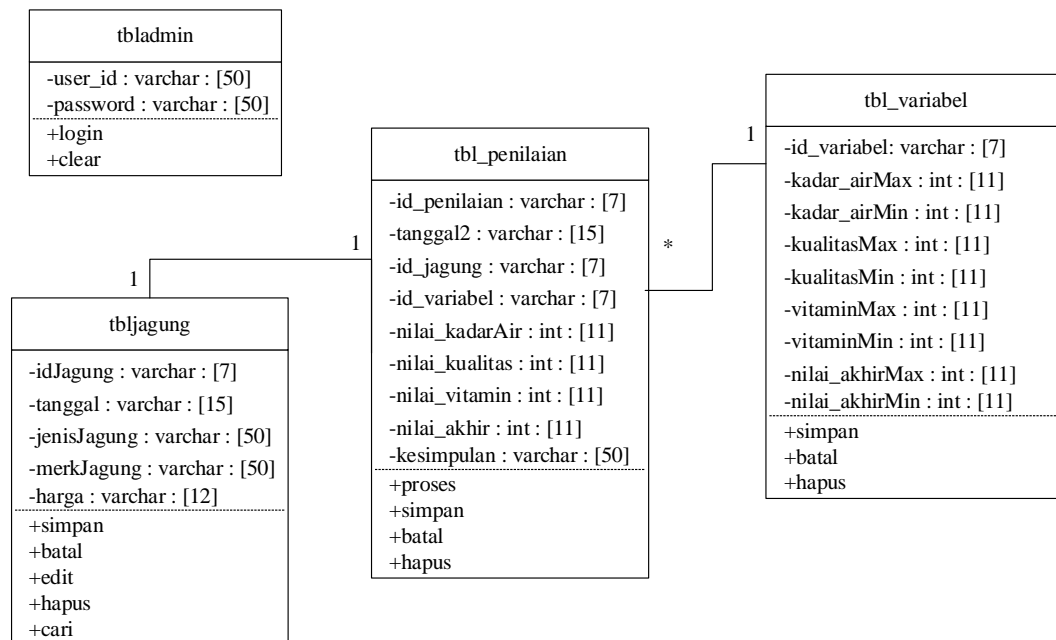 tbladmin
-user_id : varchar : [50]
-password : varchar : [50]
+login
+clear
tbljagung
-idJagung : varchar : [7]
-tanggal : varchar : [15]
-jenisJagung : varchar : [50]
-merkJagung : varchar : [50]
-harga : varchar : [12]
+simpan
+batal
+edit
+hapus
+cari
1
1
tbl_penilaian
-id_penilaian : varchar : [7]
-tanggal2 : varchar : [15]
-id_jagung : varchar : [7]
-id_variabel : varchar : [7]
-nilai_kadarAir : int : [11]
-nilai_kualitas : int : [11]
-nilai_vitamin : int : [11]
-nilai_akhir : int : [11]
-kesimpulan : varchar : [50]
+proses
+simpan
+batal
+hapus
*
1
tbl_variabel
-id_variabel: varchar : [7]
-kadar_airMax : int : [11]
-kadar_airMin : int : [11]
-kualitasMax : int : [11]
-kualitasMin : int : [11]
-vitaminMax : int : [11]
-vitaminMin : int : [11]
-nilai_akhirMax : int : [11]
-nilai_akhirMin : int : [11]
+simpan
+batal
+hapus